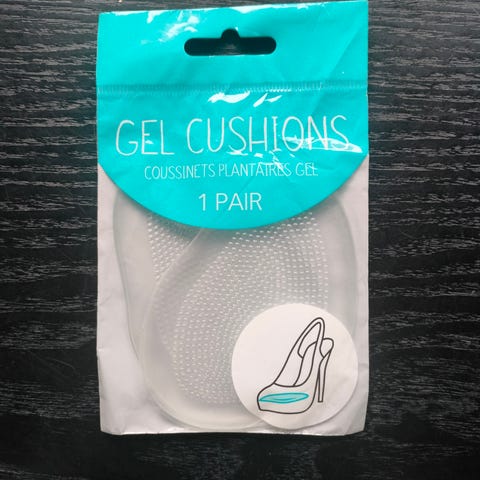 GEL CUSHIONS
COUSSINETS PLANTAIRES GEL
1 PAIR